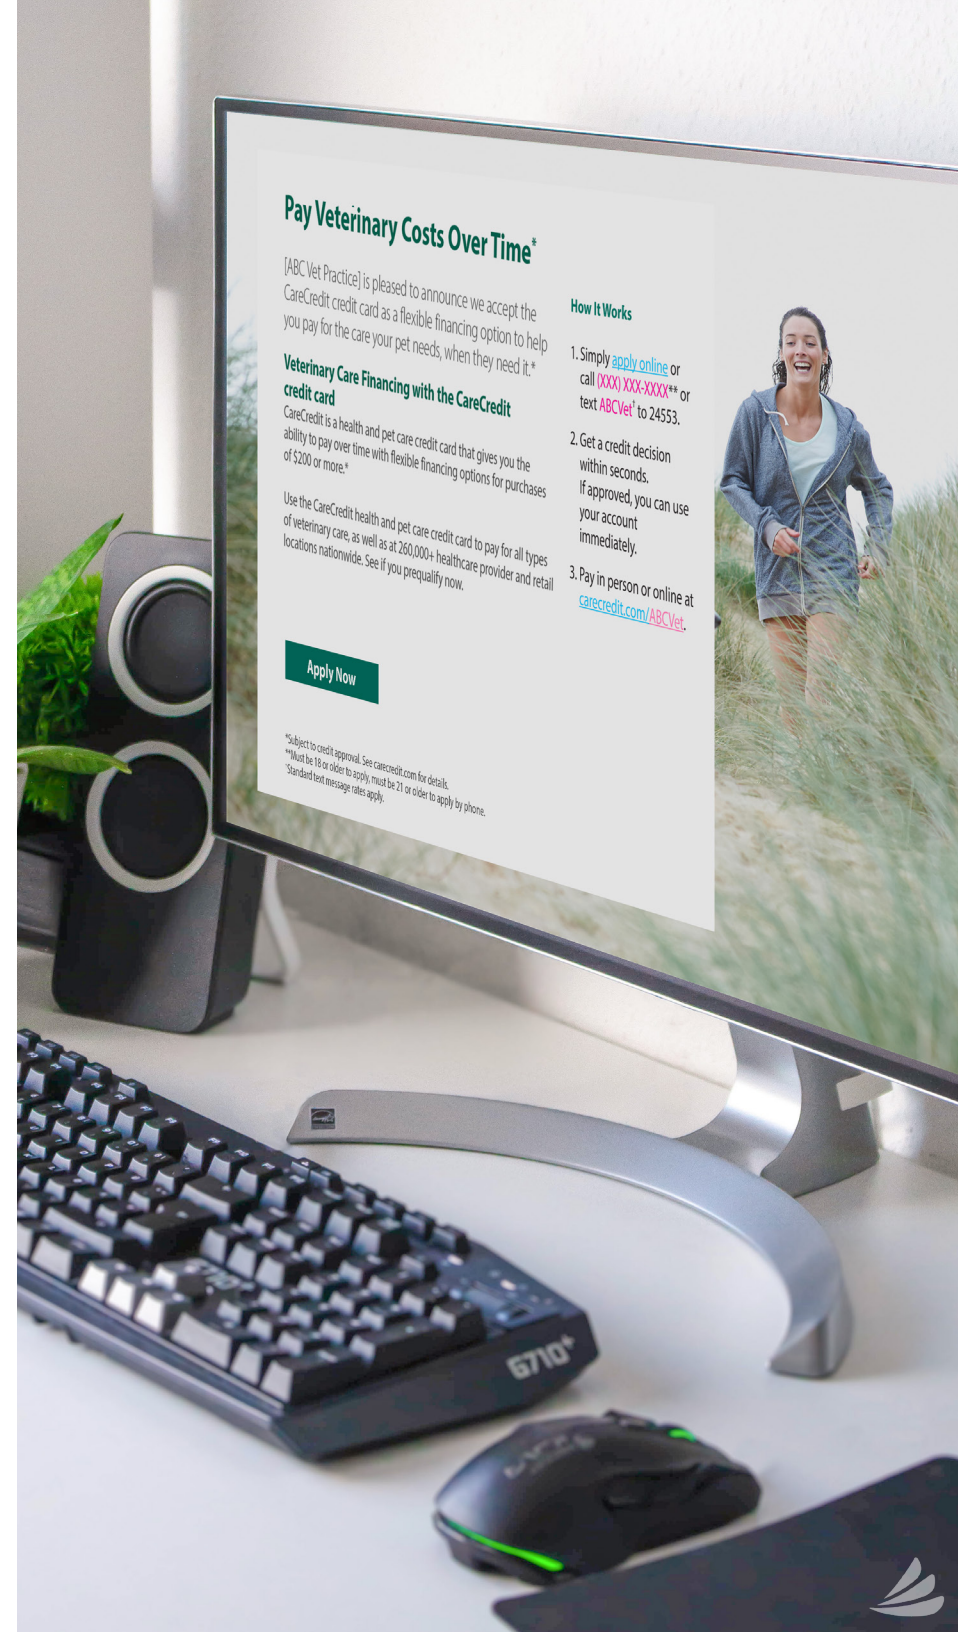 Pay Veterinary Costs Over Time*
[ABC Vet Practice] is pleased to announce we accept the
CareCredit credit card as a flexible financing option to help
you pay for the care your pet needs, when they need it.*
Veterinary Care Financing with the CareCredit
credit card
CareCredit is a health and pet care credit card that gives you the
ability to pay over time with flexible financing options for purchases
of $200 or more.*
Use the CareCredit health and pet care credit card to pay for all types
of veterinary care, as well as at 260,000+ healthcare provider and retail
locations nationwide. See if you prequalify now.
Apply Now
*Subject to credit approval. See carecredit.com for details.
**Must be 18 or older to apply, must be 21 or older to apply by phone.
†Standard text message rates apply.
How It Works
1. Simply apply online or
call (XXX) XXX-XXXX** or
text ABCVet† to 24553.
2. Get a credit decision
within seconds.
If approved, you can use
your account
immediately.
3. Pay in person or online at
carecredit.com/ABCVet.
G710+